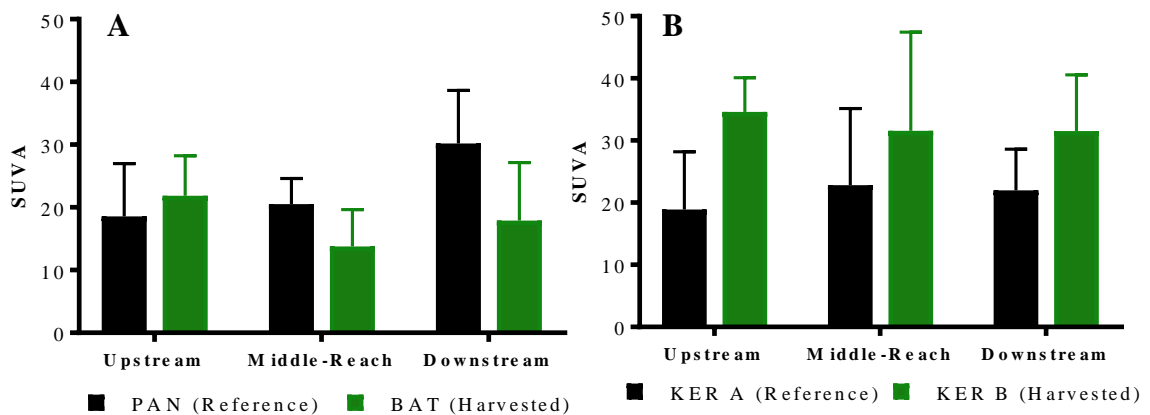 A
50
40
30
20
10
0
SUVA
Upstream Middle-Reach Downstream
PAN (Reference) BAT (Harvested)
B
50
40
30
20
10
0
SUVA
Upstream Middle-Reach Downstream
KER A (Reference) KER B (Harvested)